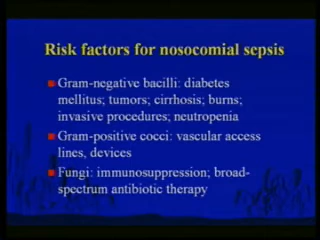 Risk factors for nosocomial sepsis
Gram-negative bacilli: diabetes
mellitus; tumors; cirrhosis; burns;
invasive procedures; neutropenia
Gram-positive cocci: vascular access
lines, devices
Fungi: immunosuppression; broad-
spectrum antibiotic therapy